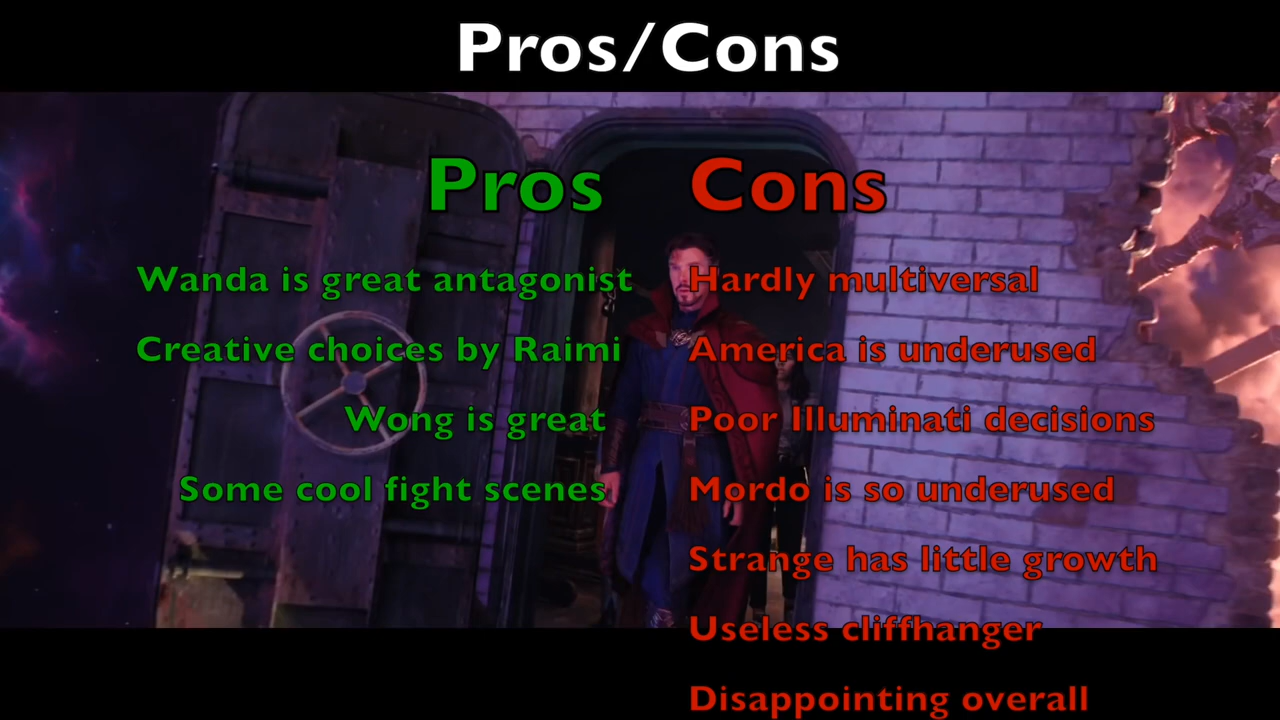 Pros/Cons
Pros
Wanda is great antagonist
Creative choices by Raimi
Wong is great
Some cool fight scenes
Cons
Hardly multiversal
America is underused
Poor Illuminati decisions
Mordo is so underused
Strange has little growth
Useless cliffhanger
Disappointing overall